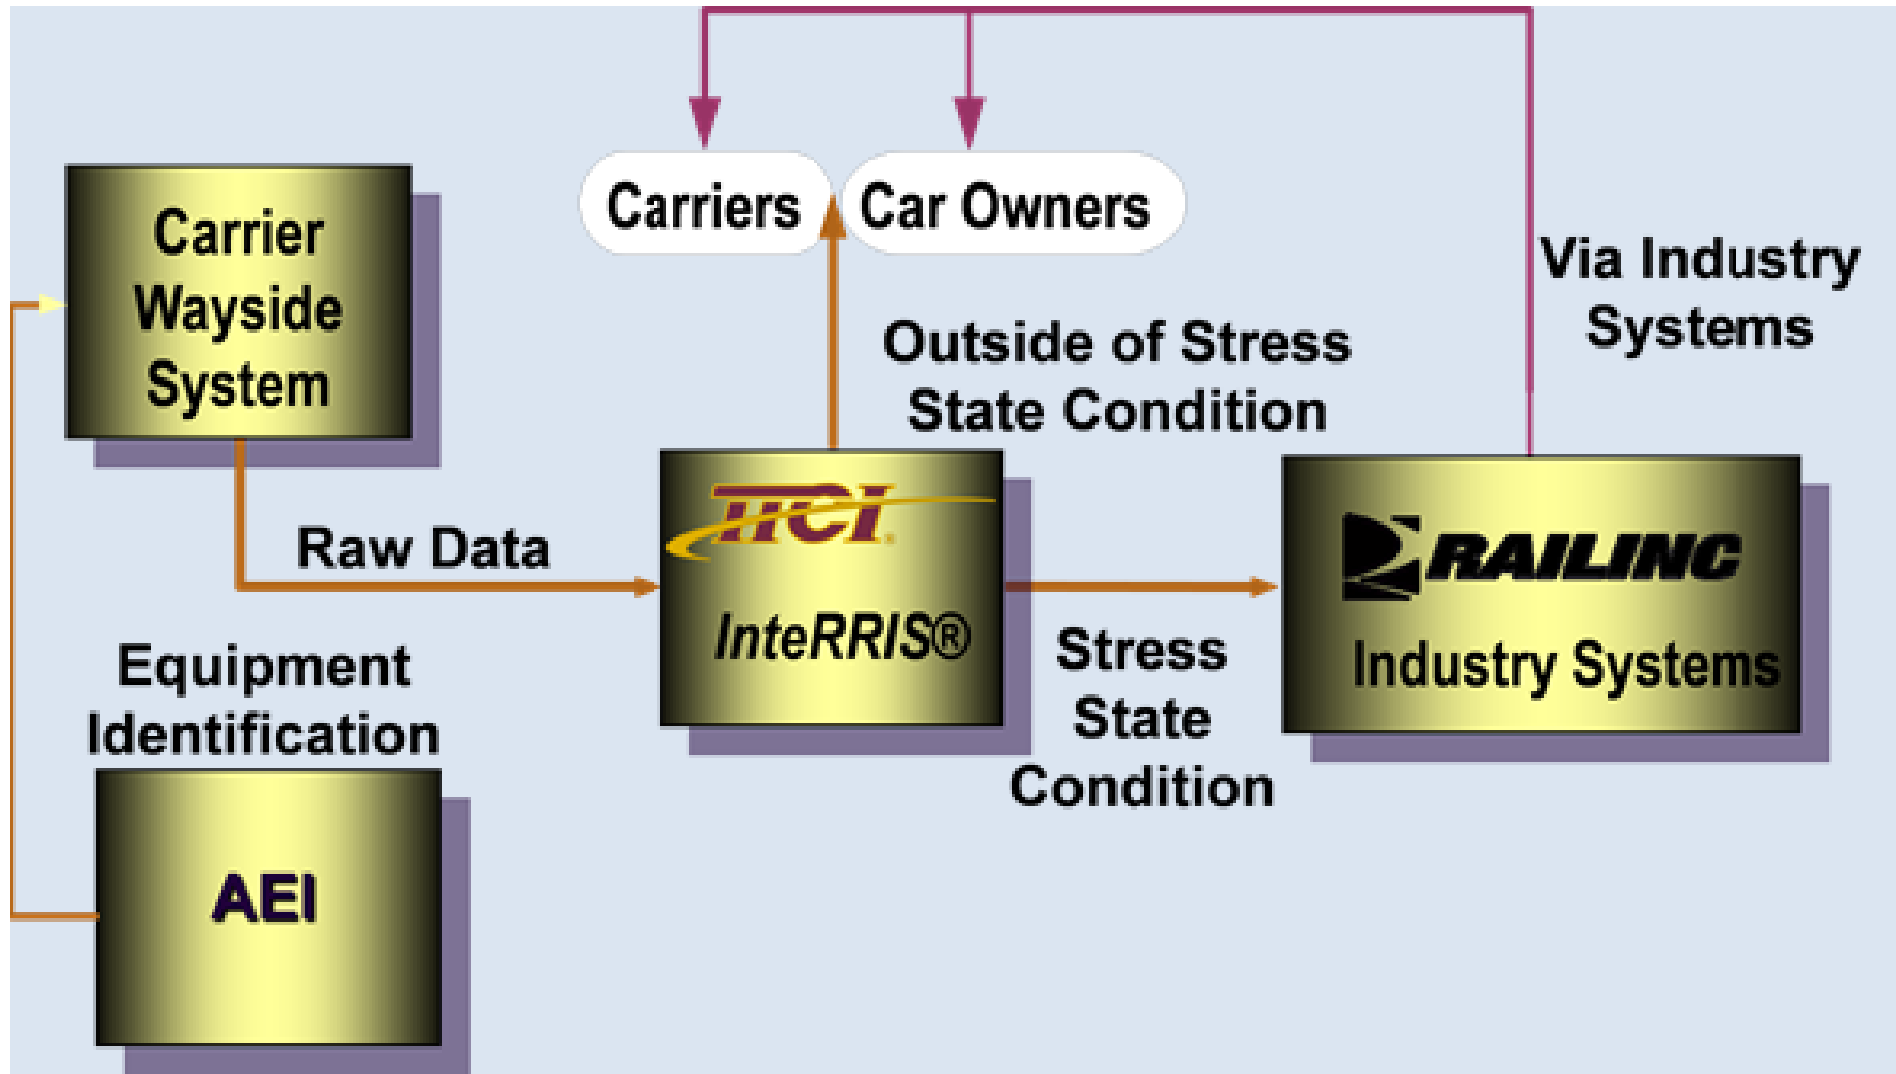 Carriers
Car Owners
Carrier
Wayside
System
Via Industry
Systems
Outside of Stress
State Condition
Raw Data
TTCI
InteRRIS®
RAILINC
Industry Systems
Stress
State
Condition
Equipment
Identification
AEI